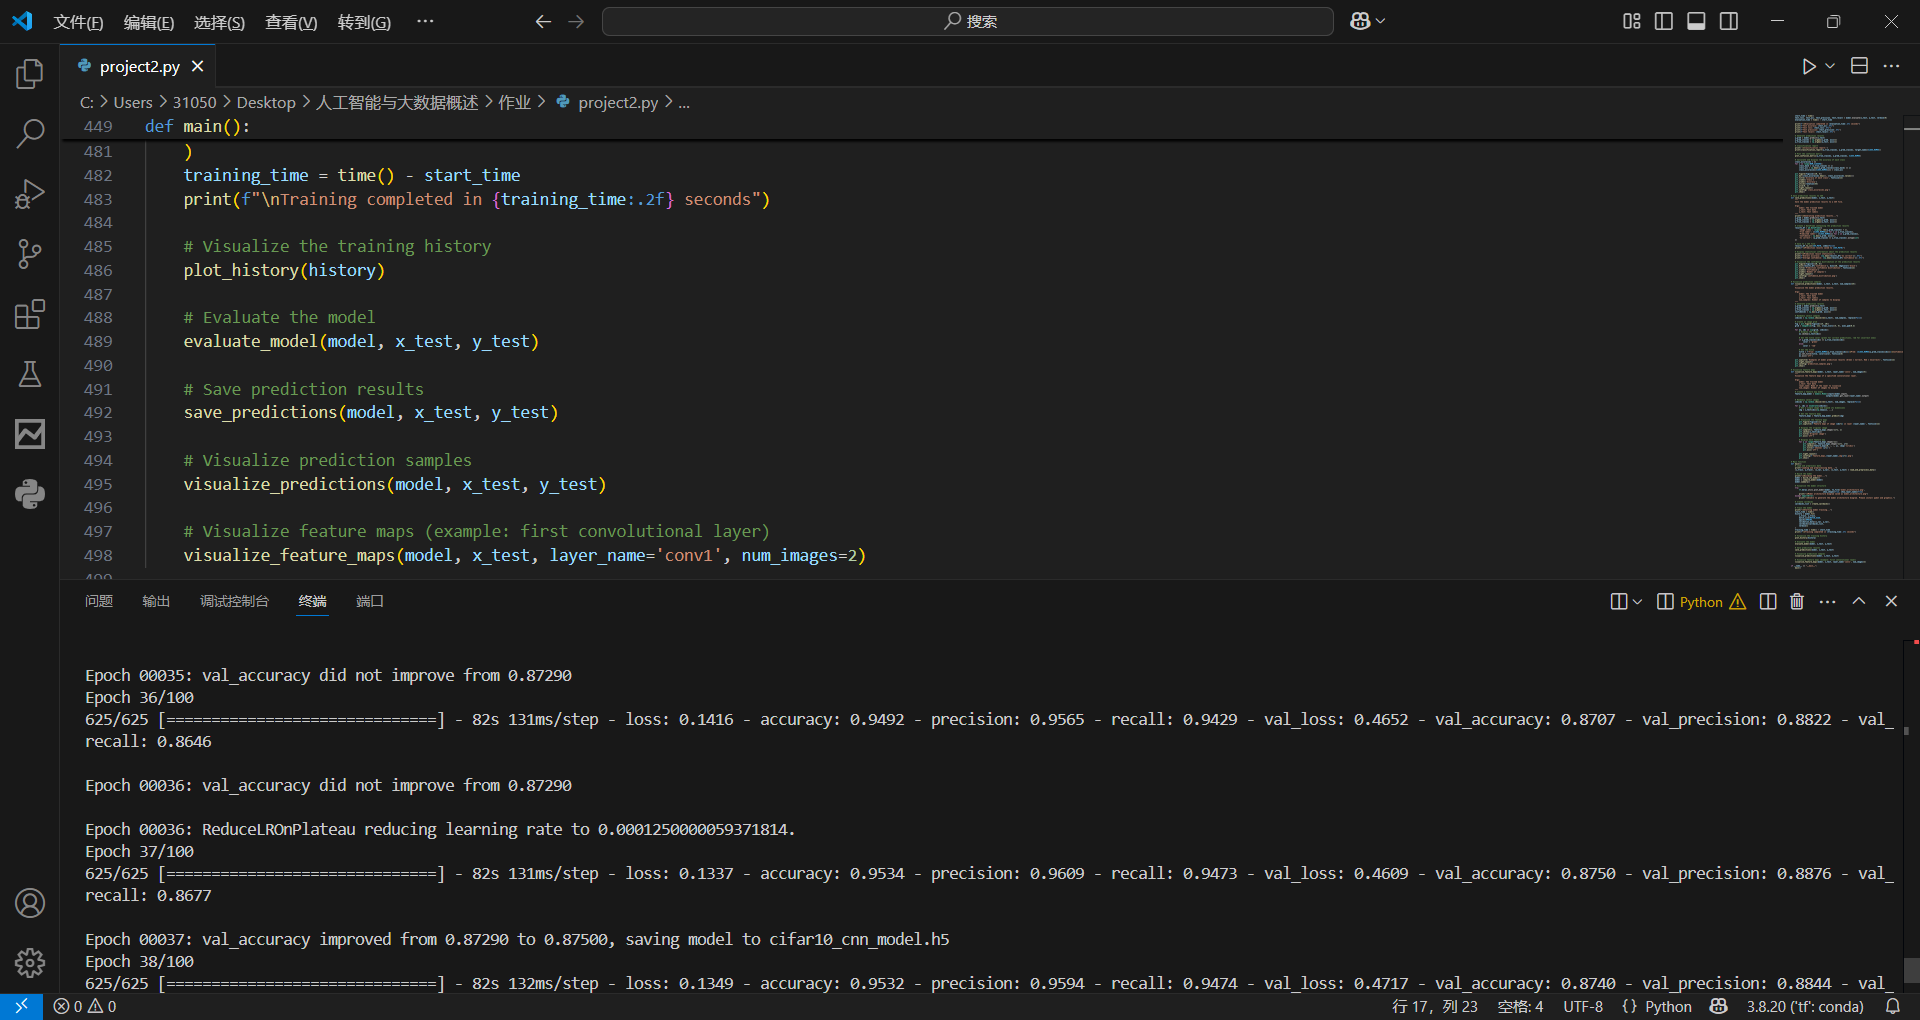 文件(F) 编辑(E) 选择(S) 查看(V) 转到(G) ··· 搜索
project2.py
C: > Users > 31050 > Desktop > 人工智能与大数据概述 > 作业 > project2.py > ...
449 def main():
481 )
482 training_time = time() - start_time
483 print(f"\nTraining completed in {training_time:.2f} seconds")
484
485 # Visualize the training history
486 plot_history(history)
487
488 # Evaluate the model
489 evaluate_model(model, x_test, y_test)
490
491 # Save prediction results
492 save_predictions(model, x_test, y_test)
493
494 # Visualize prediction samples
495 visualize_predictions(model, x_test, y_test)
496
497 # Visualize feature maps (example: first convolutional layer)
498 visualize_feature_maps(model, x_test, layer_name='conv1', num_images=2)
499
问题 输出 调试控制台 终端 端口 Python
Epoch 00035: val_accuracy did not improve from 0.87290
Epoch 36/100
625/625 [==============================] - 82s 131ms/step - loss: 0.1416 - accuracy: 0.9492 - precision: 0.9565 - recall: 0.9429 - val_loss: 0.4652 - val_accuracy: 0.8707 - val_precision: 0.8822 - val_
recall: 0.8646
Epoch 00036: val_accuracy did not improve from 0.87290
Epoch 00036: ReduceLROnPlateau reducing learning rate to 0.0001250000059371814.
Epoch 37/100
625/625 [==============================] - 82s 131ms/step - loss: 0.1337 - accuracy: 0.9534 - precision: 0.9609 - recall: 0.9473 - val_loss: 0.4609 - val_accuracy: 0.8750 - val_precision: 0.8876 - val_
recall: 0.8677
Epoch 00037: val_accuracy improved from 0.87290 to 0.87500, saving model to cifar10_cnn_model.h5
Epoch 38/100
625/625 [==============================] - 82s 132ms/step - loss: 0.1349 - accuracy: 0.9532 - precision: 0.9594 - recall: 0.9474 - val_loss: 0.4717 - val_accuracy: 0.8740 - val_precision: 0.8844 - val_
0 0 行 17，列 23 空格: 4 UTF-8 {} Python 3.8.20 ('tf': conda)